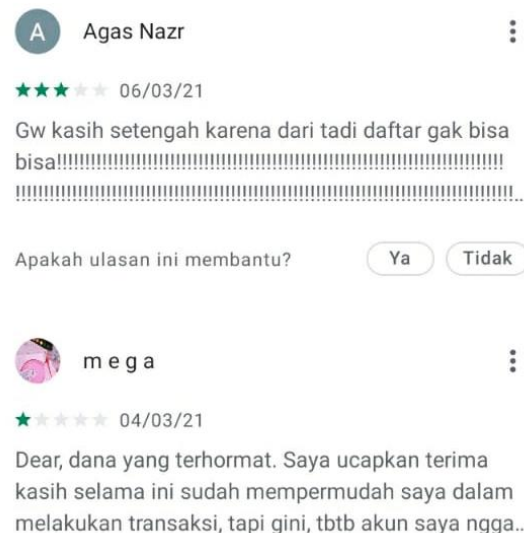 A Agas Nazr
06/03/21
Gw kasih setengah karena dari tadi daftar gak bisa
bisa!!!!!!!!!!!!!!!!!!!!!!!!!!!!!!!!!!!!!!!!!!!!!!!!!!!!!!!!!!!!!!!!!!!!!!!!!!!!!!
!!!!!!!!!!!!!!!!!!!!!!!!!!!!!!!!!!!!!!!!!!!!!!!!!!!!!!!!!!!!!!!!!!!!!!!!!!!!!!!!!!!!!!!..
Apakah ulasan ini membantu? Ya Tidak
m e g a
04/03/21
Dear, dana yang terhormat. Saya ucapkan terima
kasih selama ini sudah mempermudah saya dalam
melakukan transaksi, tapi gini, tbtb akun saya ngga..